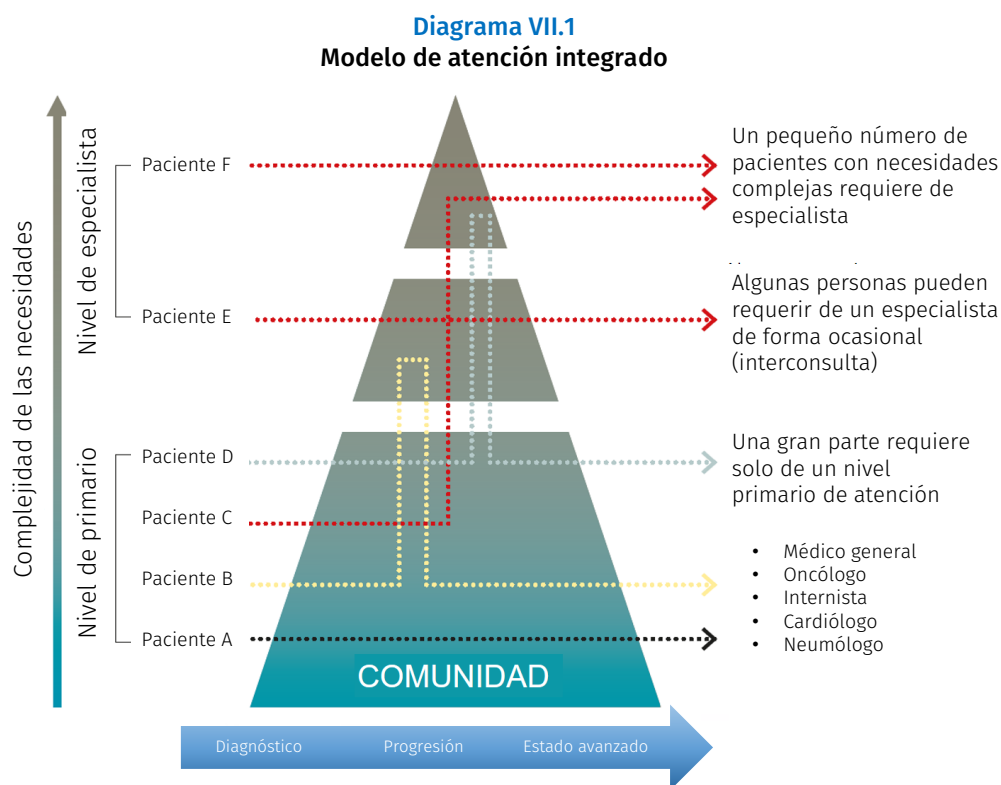 Diagrama VII.1
Modelo de atención integrado
Complejidad de las necesidades
Nivel de especialista
Nivel de primario
Paciente F
Paciente E
Paciente D
Paciente C
Paciente B
Paciente A
Un pequeño número de
pacientes con necesidades
complejas requiere de
especialista
Algunas personas pueden
requerir de un especialista
de forma ocasional
(interconsulta)
Una gran parte requiere
solo de un nivel
primario de atención
• Médico general
• Oncólogo
• Internista
• Cardiólogo
• Neumólogo
COMUNIDAD
Diagnóstico
Progresión
Estado avanzado